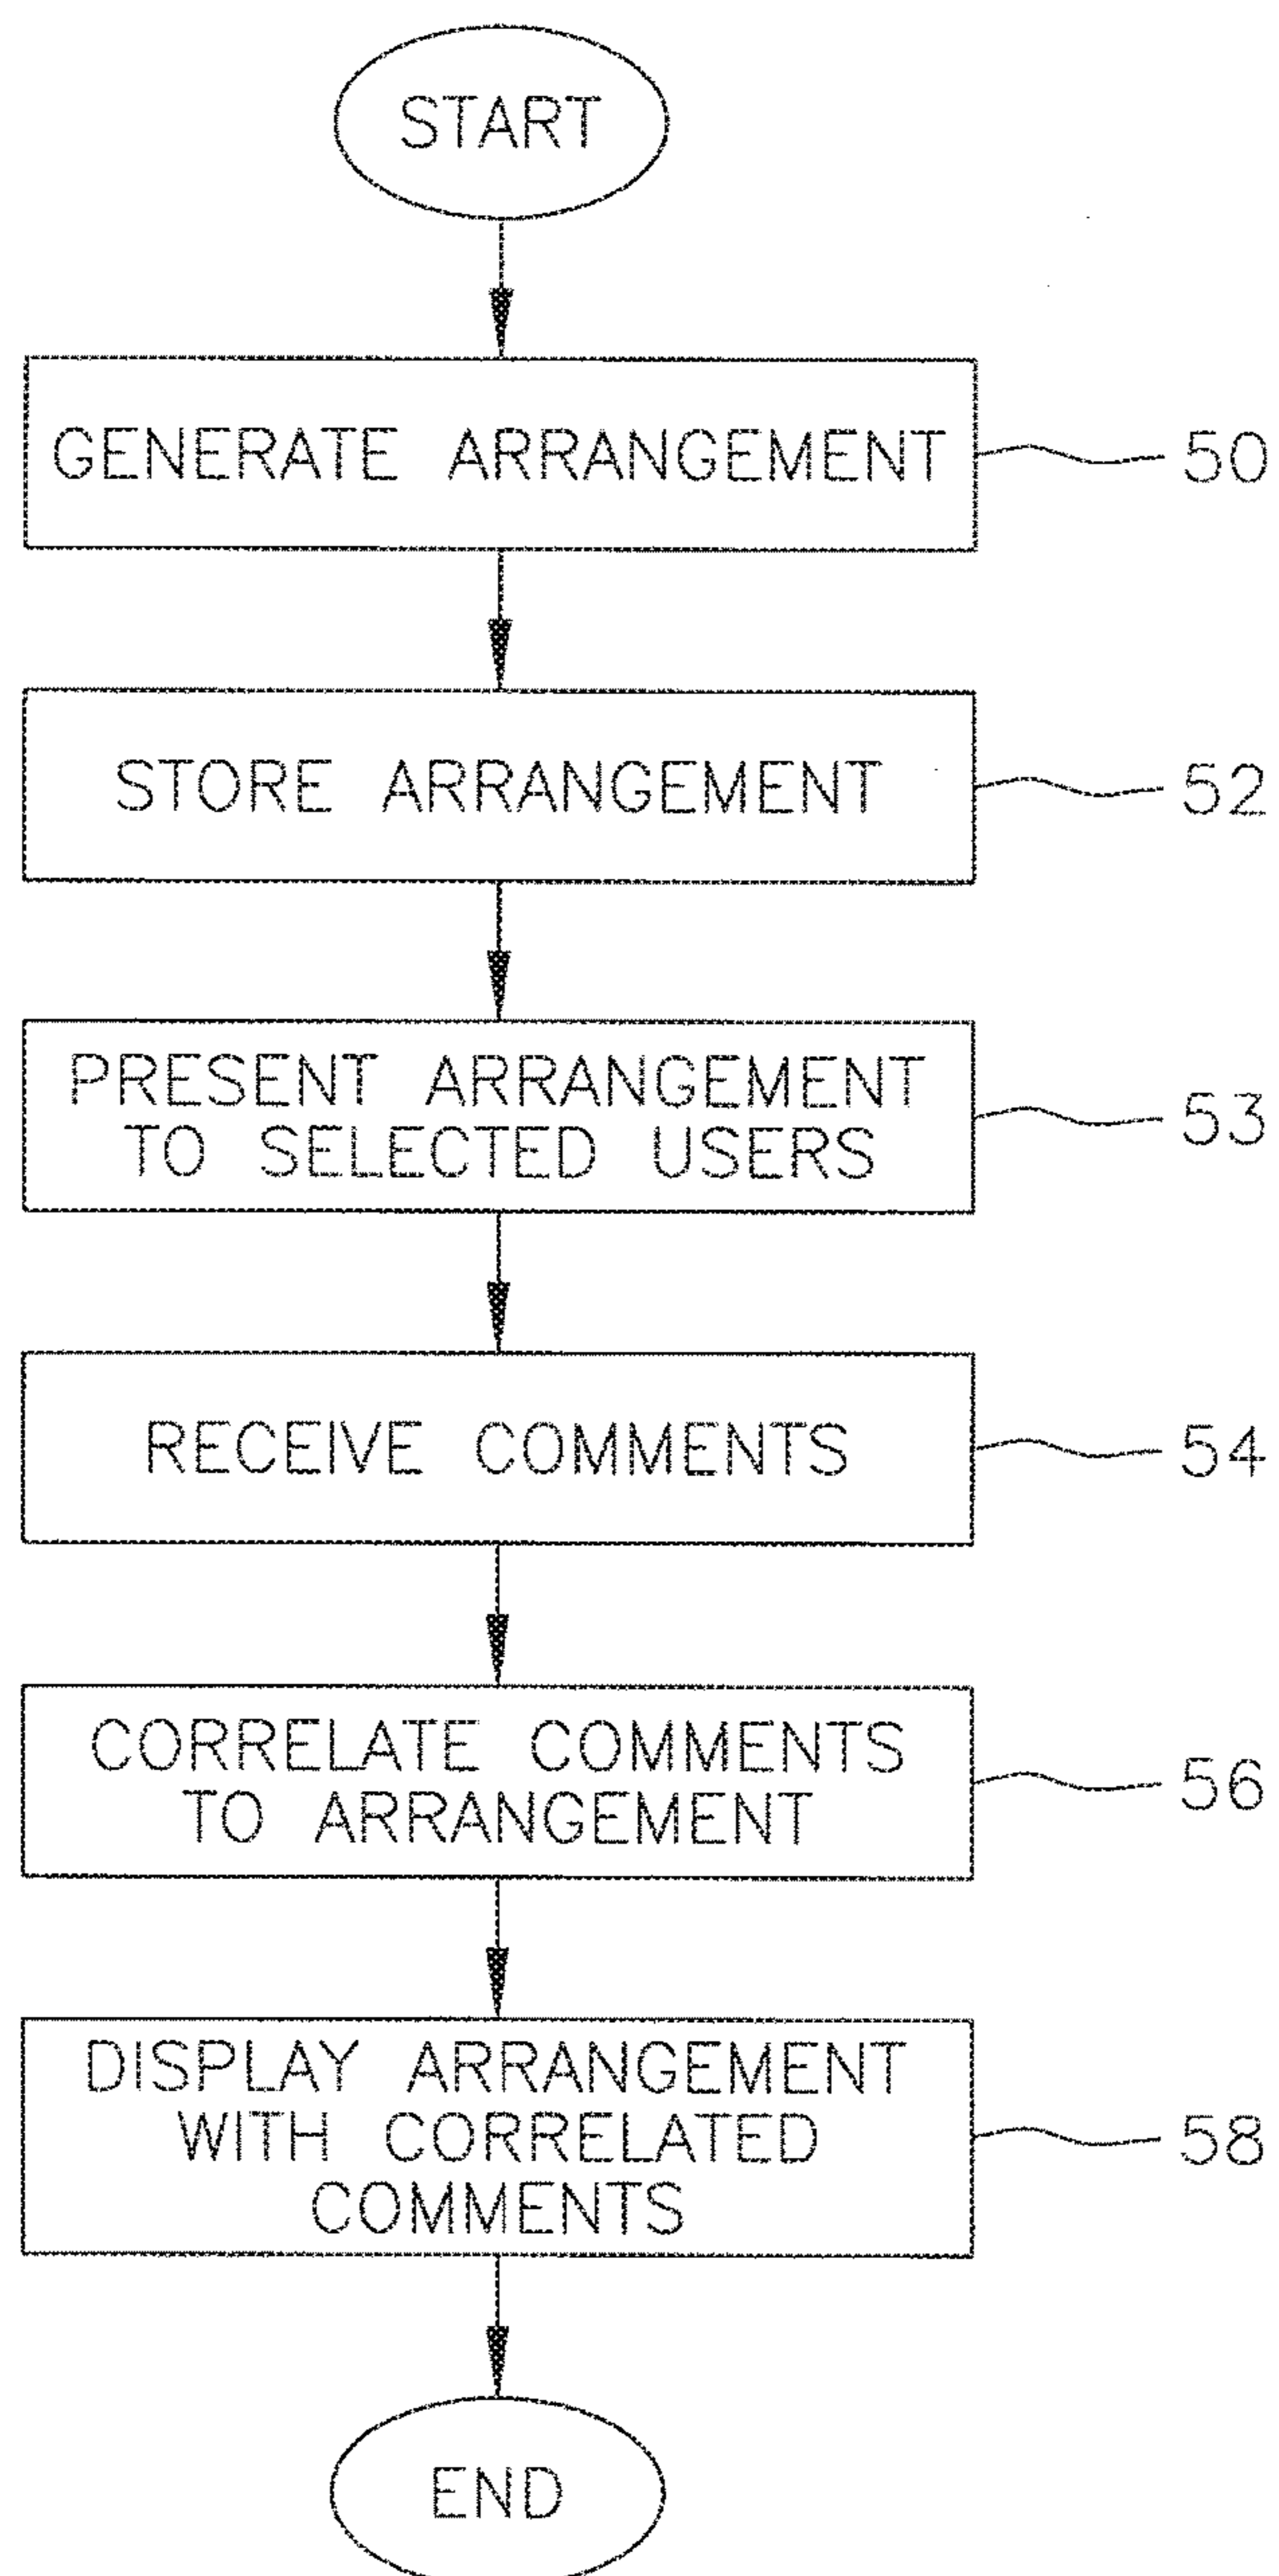 START
GENERATE ARRANGEMENT
50
STORE ARRANGEMENT
52
PRESENT ARRANGEMENT
TO SELECTED USERS
53
RECEIVE COMMENTS
54
CORRELATE COMMENTS
TO ARRANGEMENT
56
DISPLAY ARRANGEMENT
WITH CORRELATED
COMMENTS
58
END